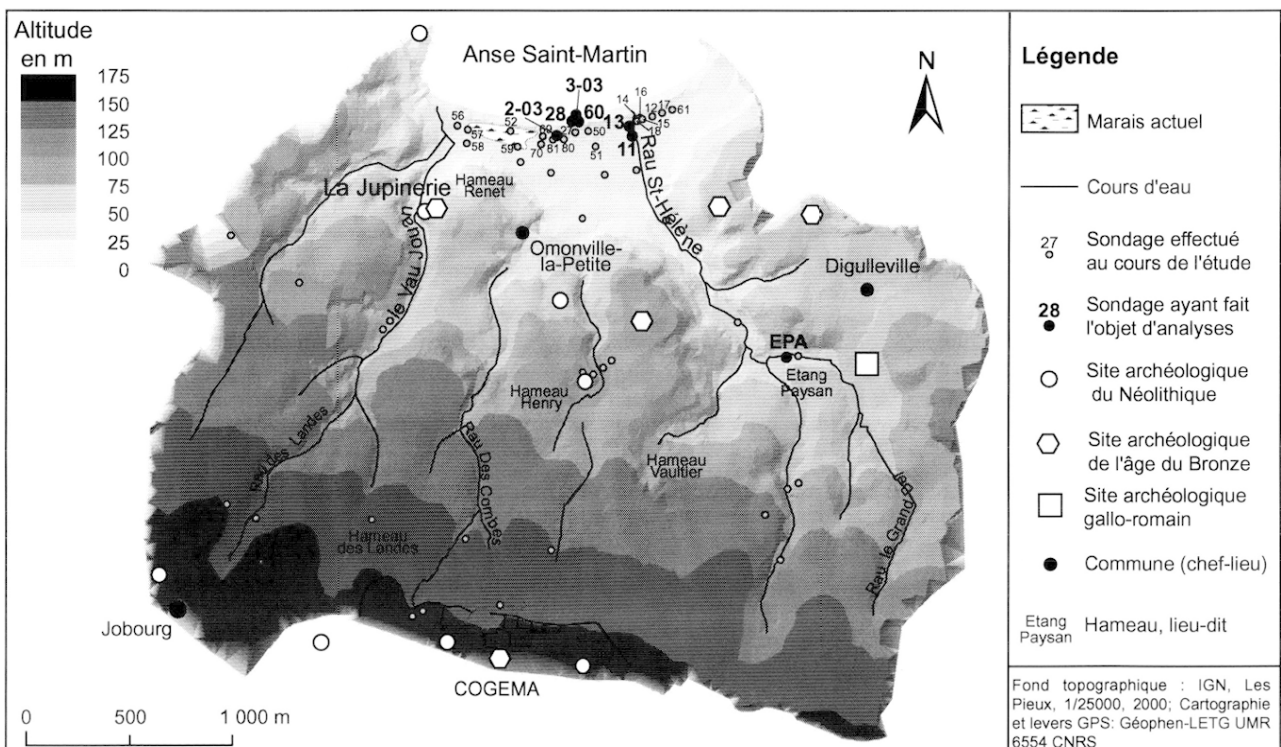 Altitude
en m
175
150
125
100
75
50
25
0
Anse Saint-Martin
N
3-03
2-03
28
60
13
11
14
16
12
17
61
15
18
56
57
58
52
59
70
81
80
27
50
51
La Jupinerie
Hameau
Renet
le Vau Jouan
Rau St-Hélène
Omonville-
la-Petite
Digulleville
EPA
Etang
Paysan
Hameau
Henry
Hameau
Vaultier
Rau des Landes
Rau Des Combes
Rau le Grand
Hameau
des Landes
Jobourg
COGEMA
0 500 1 000 m
Légende
Marais actuel
Cours d'eau
27 Sondage effectué
au cours de l'étude
28 Sondage ayant fait
l'objet d'analyses
Site archéologique
du Néolithique
Site archéologique
de l'âge du Bronze
Site archéologique
gallo-romain
Commune (chef-lieu)
Etang
Paysan
Hameau, lieu-dit
Fond topographique : IGN, Les
Pieux, 1/25000, 2000; Cartographie
et levers GPS: Géophen-LETG UMR
6554 CNRS